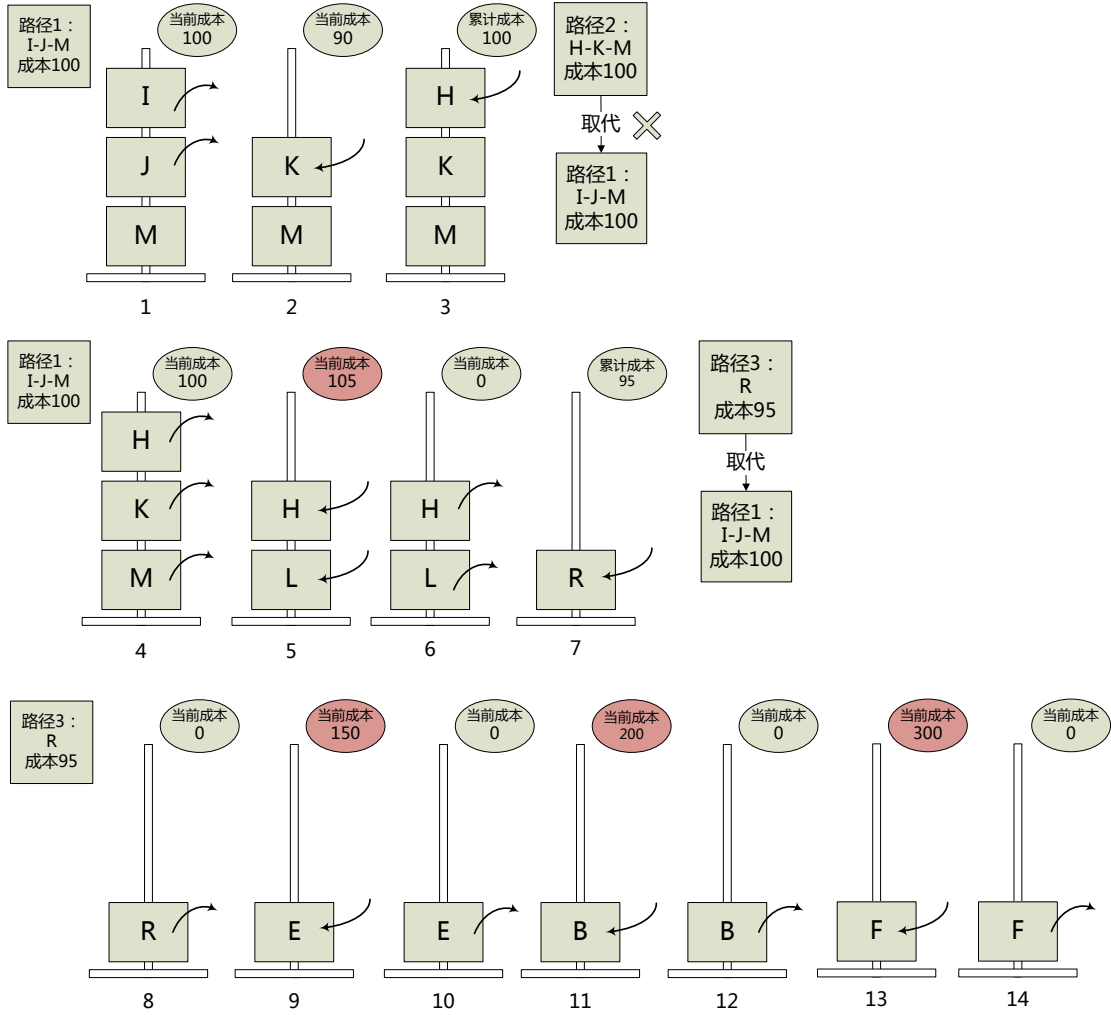 路径1：
I-J-M
成本100
当前成本
100
当前成本
90
累计成本
100
I
J
M
K
M
H
K
M
1
2
3
路径2：
H-K-M
成本100
取代
路径1：
I-J-M
成本100
路径1：
I-J-M
成本100
当前成本
100
当前成本
105
当前成本
0
累计成本
95
H
K
M
H
L
H
L
R
4
5
6
7
路径3：
R
成本95
取代
路径1：
I-J-M
成本100
路径3：
R
成本95
当前成本
0
当前成本
150
当前成本
0
当前成本
200
当前成本
0
当前成本
300
当前成本
0
R
E
E
B
B
F
F
8
9
10
11
12
13
14